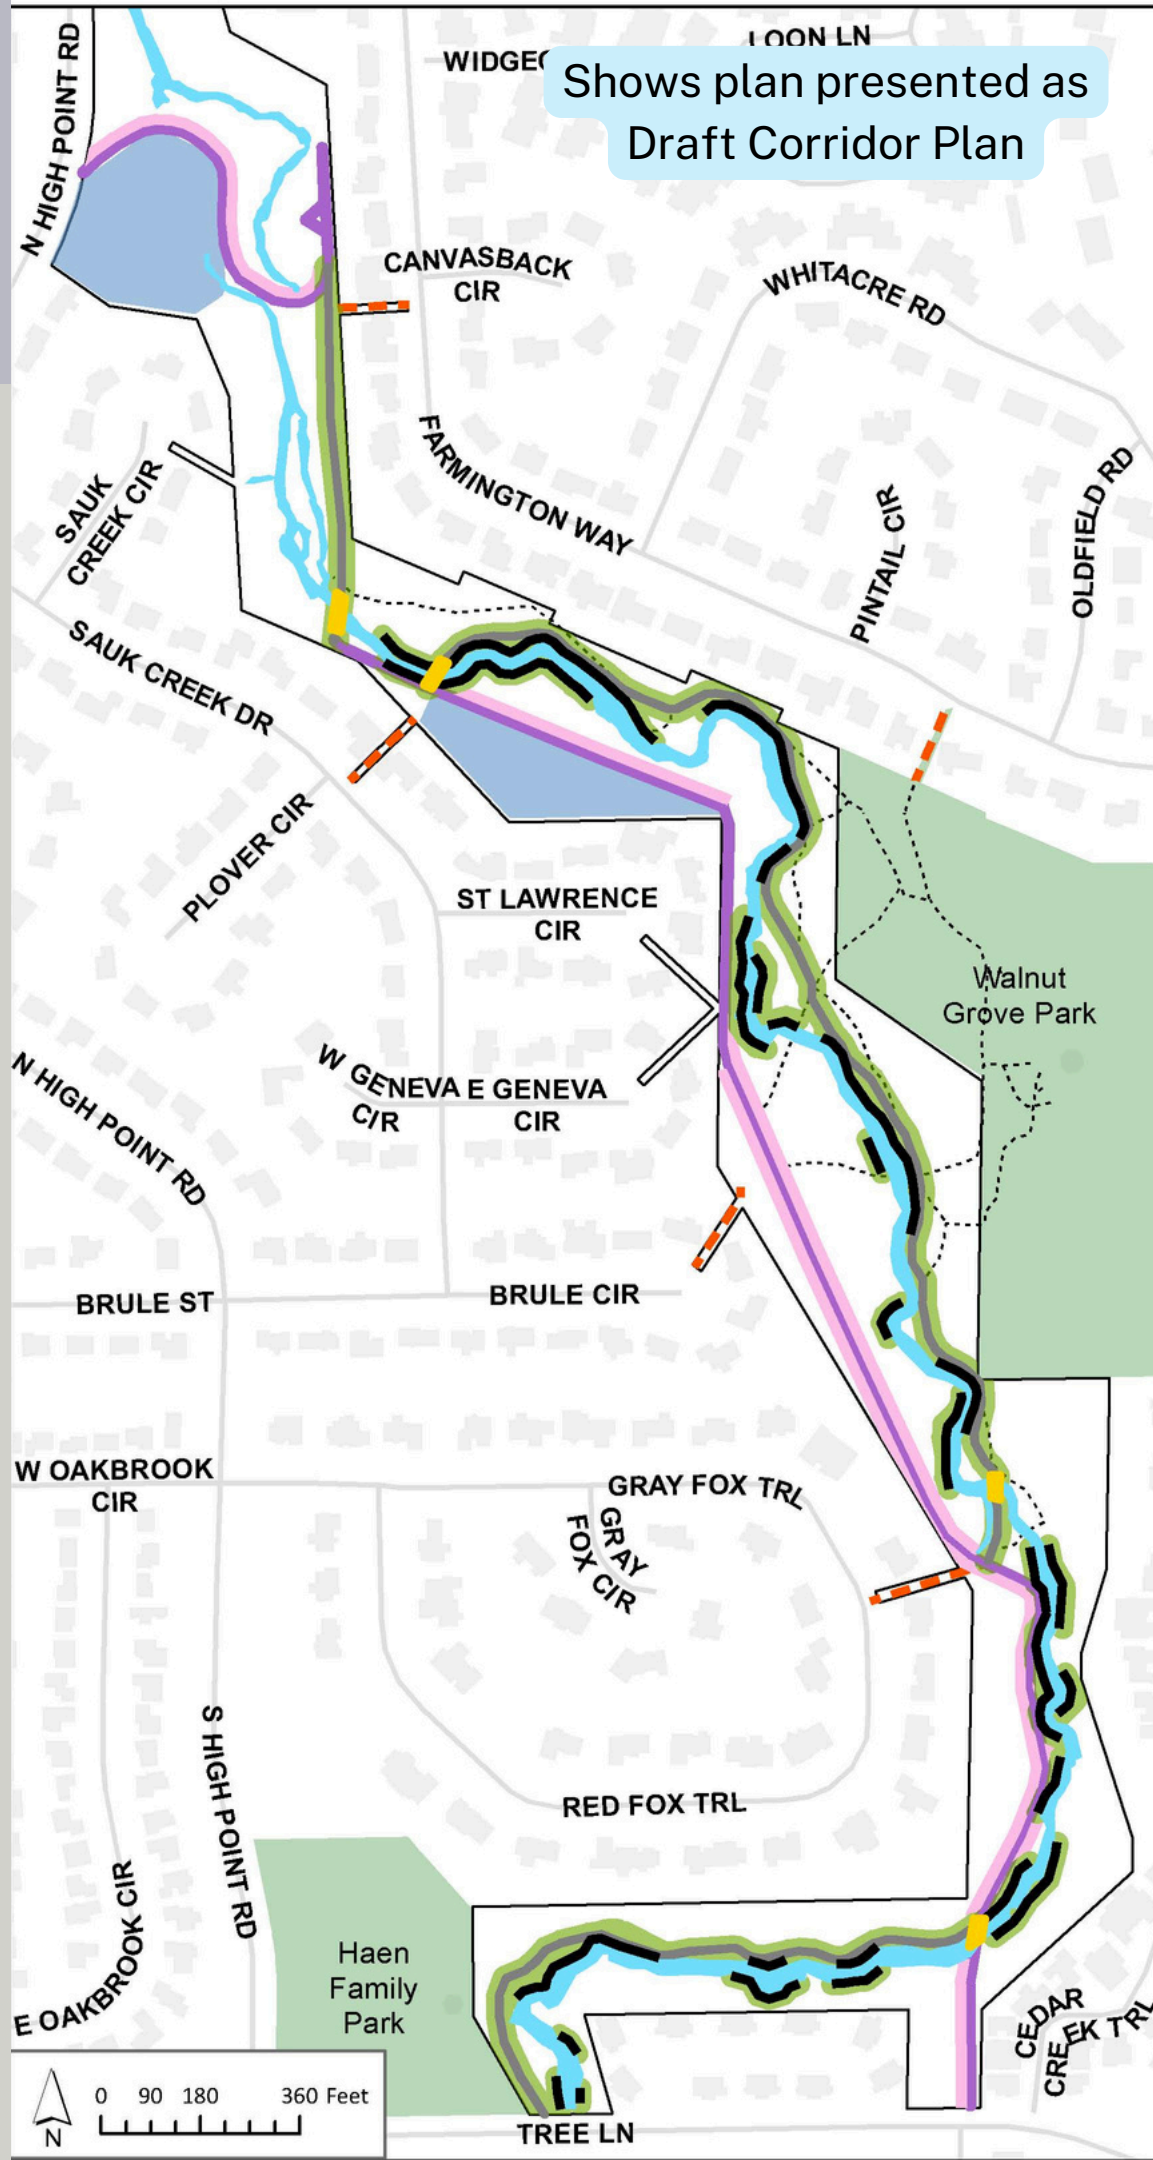 LOON LN
Shows plan presented as
Draft Corridor Plan
N HIGH POINT RD
CANVASBACK
CIR
WHITACRE RD
FARMINGTON WAY
OLDFIELD RD
PINTAIL CIR
SAUK
CREEK CIR
SAUK CREEK DR
PLOVER CIR
ST LAWRENCE
CIR
Walnut
Grove Park
W GENEVA
CIR
E GENEVA
CIR
N HIGH POINT RD
BRULE ST
BRULE CIR
W OAKBROOK
CIR
GRAY FOX TRL
GRAY
FOX CIR
S HIGH POINT RD
RED FOX TRL
E OAKBROOK CIR
Haen
Family
Park
CEDAR
CREEK TRL
0 90 180 360 Feet
N
TREE LN